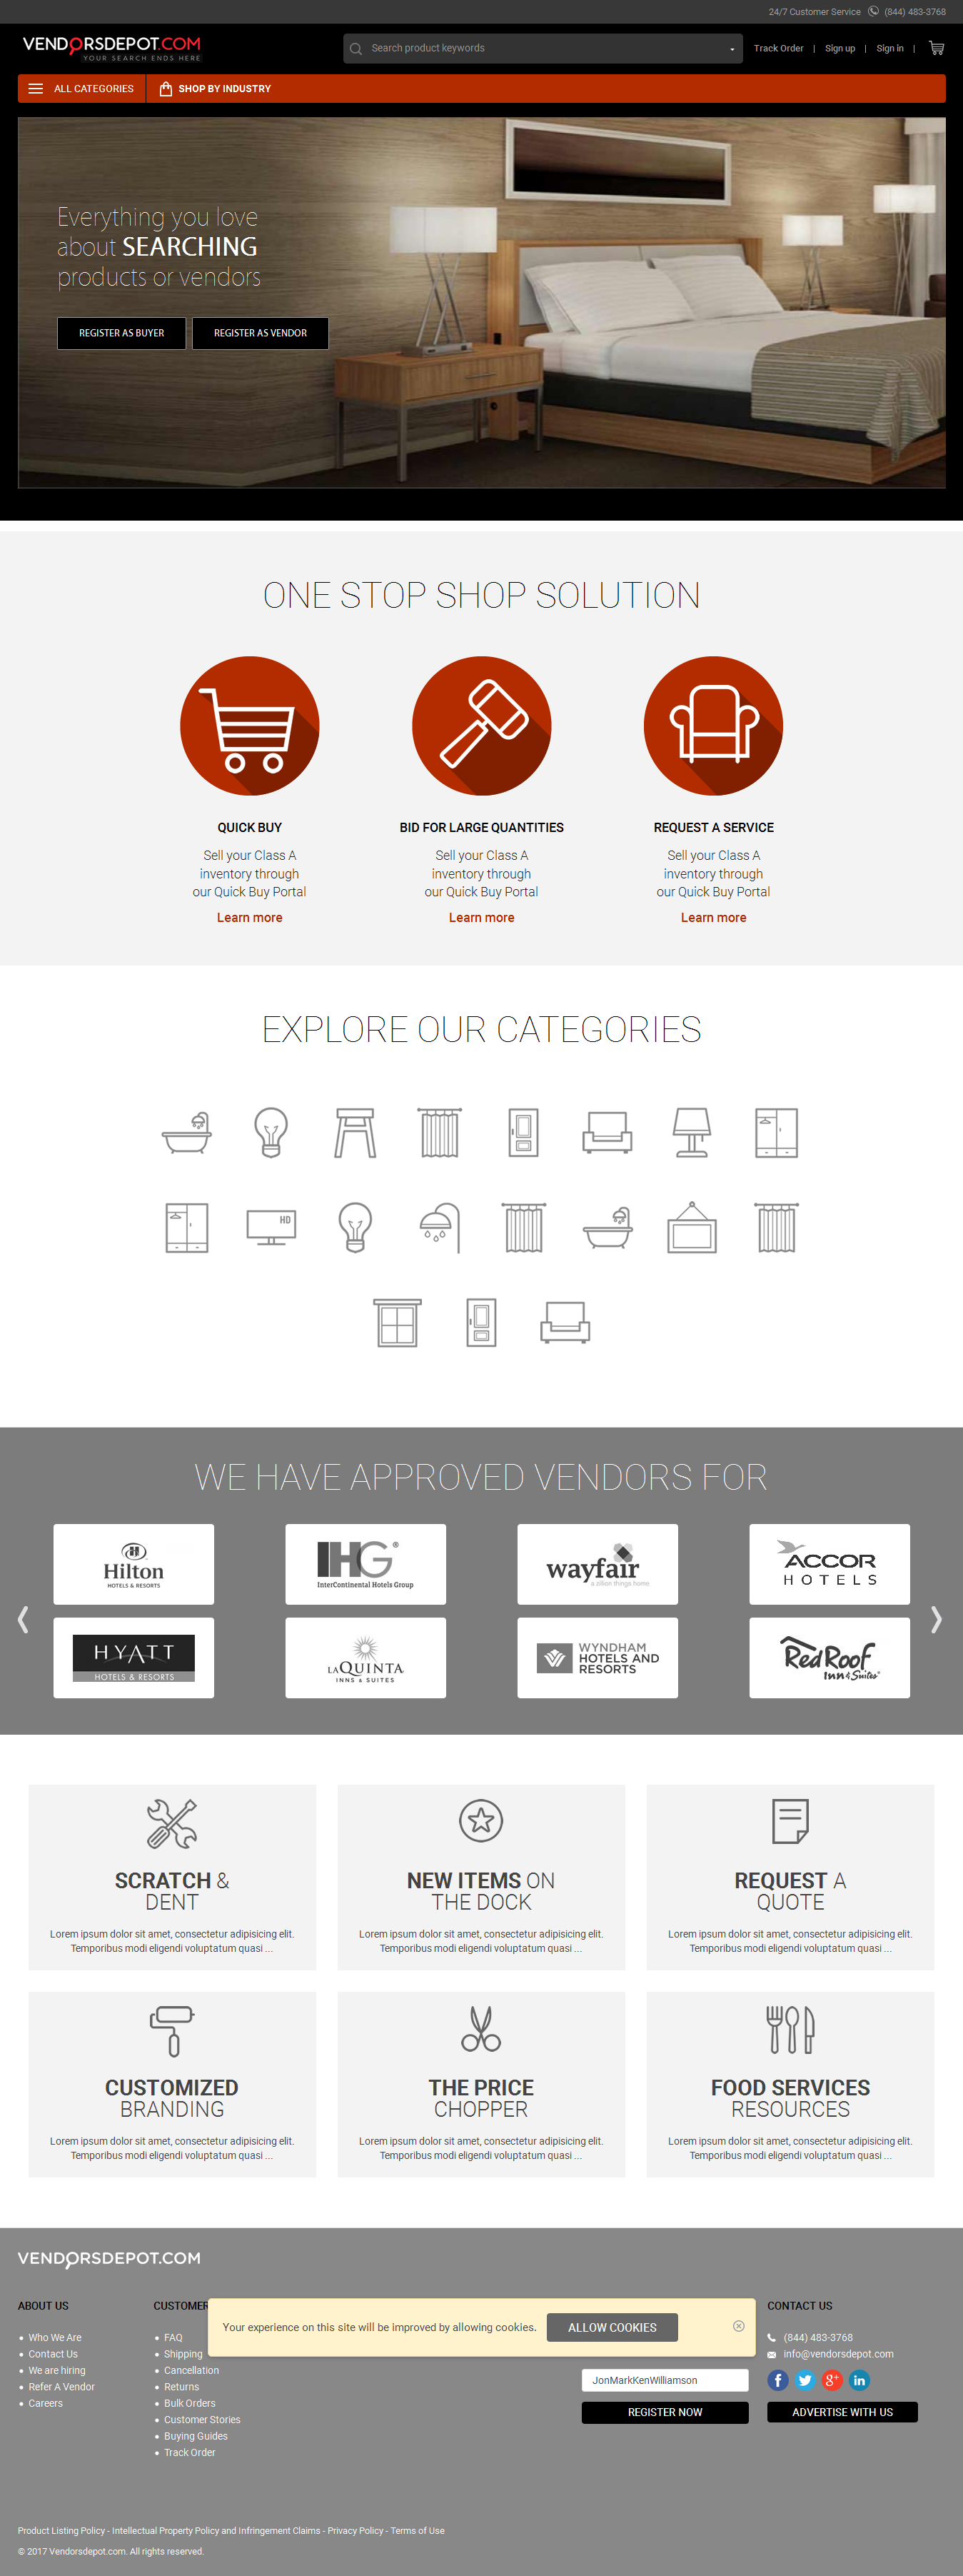 24/7 Customer Service (844) 483-3768
VENDORSDEPOT.COM
YOUR SEARCH ENDS HERE
Search product keywords
Track Order | Sign up | Sign in |
ALL CATEGORIES
SHOP BY INDUSTRY
Everything you love
about SEARCHING
products or vendors
REGISTER AS BUYER
REGISTER AS VENDOR
ONE STOP SHOP SOLUTION
QUICK BUY
Sell your Class A
inventory through
our Quick Buy Portal
Learn more
BID FOR LARGE QUANTITIES
Sell your Class A
inventory through
our Quick Buy Portal
Learn more
REQUEST A SERVICE
Sell your Class A
inventory through
our Quick Buy Portal
Learn more
EXPLORE OUR CATEGORIES
HD
WE HAVE APPROVED VENDORS FOR
Hilton
HOTELS & RESORTS
IHG®
InterContinental Hotels Group
wayfair
a zillion things home
ACCOR
HOTELS
HYATT
HOTELS & RESORTS
LAQUINTA
INNS & SUITES
WYNDHAM
HOTELS AND
RESORTS
Red Roof
Inn & Suites®
SCRATCH &
DENT
Lorem ipsum dolor sit amet, consectetur adipisicing elit.
Temporibus modi eligendi voluptatum quasi ...
NEW ITEMS ON
THE DOCK
Lorem ipsum dolor sit amet, consectetur adipisicing elit.
Temporibus modi eligendi voluptatum quasi ...
REQUEST A
QUOTE
Lorem ipsum dolor sit amet, consectetur adipisicing elit.
Temporibus modi eligendi voluptatum quasi ...
CUSTOMIZED
BRANDING
Lorem ipsum dolor sit amet, consectetur adipisicing elit.
Temporibus modi eligendi voluptatum quasi ...
THE PRICE
CHOPPER
Lorem ipsum dolor sit amet, consectetur adipisicing elit.
Temporibus modi eligendi voluptatum quasi ...
FOOD SERVICES
RESOURCES
Lorem ipsum dolor sit amet, consectetur adipisicing elit.
Temporibus modi eligendi voluptatum quasi ...
VENDORSDEPOT.COM
ABOUT US
Who We Are
Contact Us
We are hiring
Refer A Vendor
Careers
CUSTOMER
FAQ
Shipping
Cancellation
Returns
Bulk Orders
Customer Stories
Buying Guides
Track Order
Your experience on this site will be improved by allowing cookies.
ALLOW COOKIES
JonMarkKenWilliamson
REGISTER NOW
CONTACT US
(844) 483-3768
info@vendorsdepot.com
f
g+
in
ADVERTISE WITH US
Product Listing Policy - Intellectual Property Policy and Infringement Claims - Privacy Policy - Terms of Use
© 2017 Vendorsdepot.com. All rights reserved.